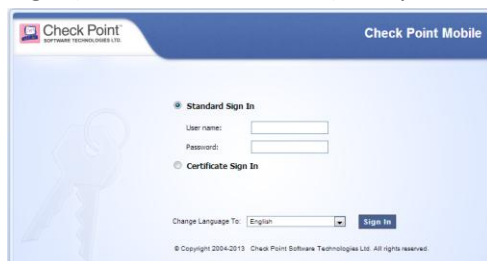 Check Point
SOFTWARE TECHNOLOGIES LTD.
Check Point Mobile
Standard Sign In
User name:
Password:
Certificate Sign In
Change Language To: English Sign In
© Copyright 2004-2013 Check Point Software Technologies Ltd. All rights reserved.